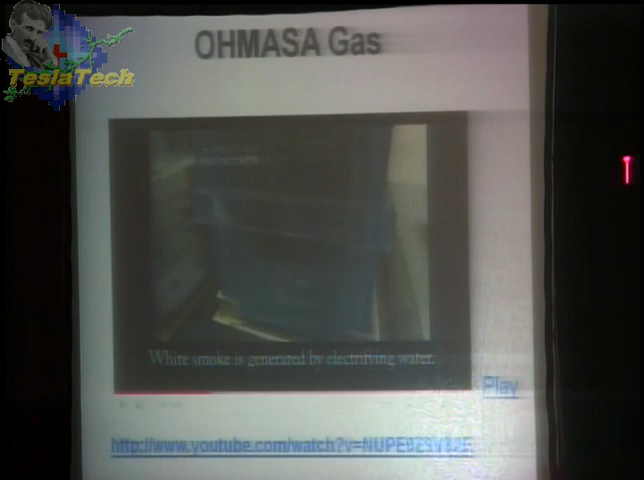 OHMASA Gas
TeslaTech
White smoke is generated by electrifying water.
Play